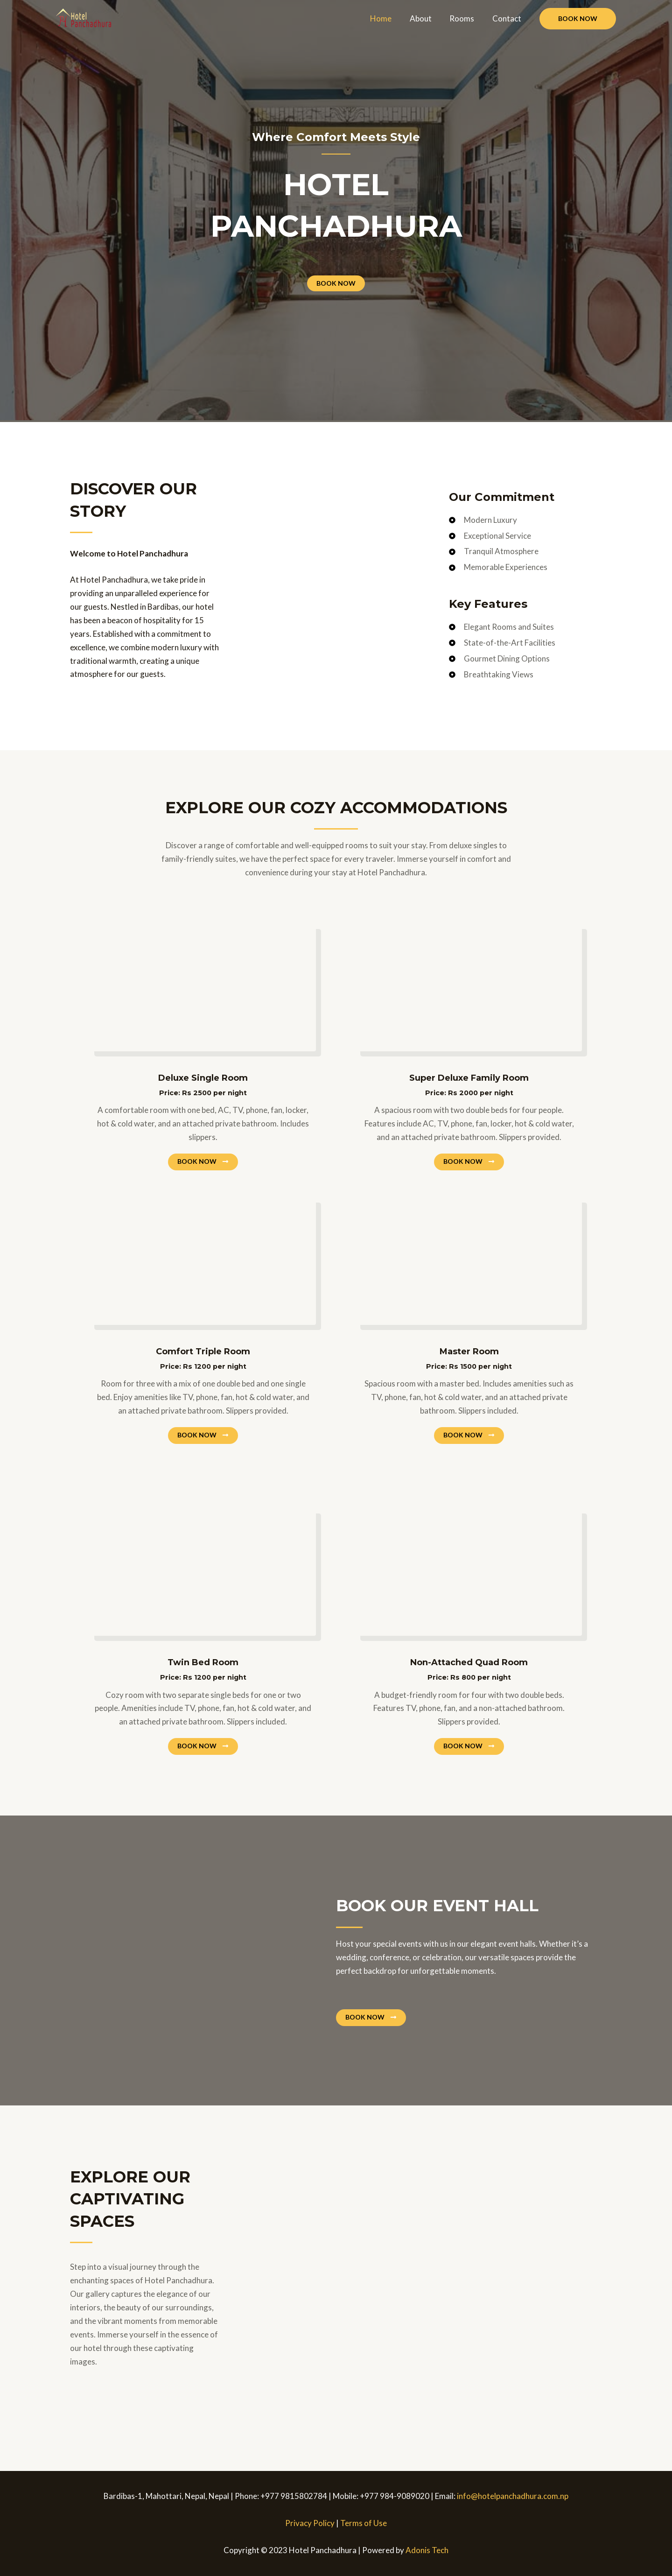 Hotel
Panchadhura
Home
About
Rooms
Contact
BOOK NOW
Where Comfort Meets Style
HOTEL
PANCHADHURA
BOOK NOW
DISCOVER OUR
STORY
Welcome to Hotel Panchadhura
At Hotel Panchadhura, we take pride in
providing an unparalleled experience for
our guests. Nestled in Bardibas, our hotel
has been a beacon of hospitality for 15
years. Established with a commitment to
excellence, we combine modern luxury with
traditional warmth, creating a unique
atmosphere for our guests.
Our Commitment
Modern Luxury
Exceptional Service
Tranquil Atmosphere
Memorable Experiences
Key Features
Elegant Rooms and Suites
State-of-the-Art Facilities
Gourmet Dining Options
Breathtaking Views
EXPLORE OUR COZY ACCOMMODATIONS
Discover a range of comfortable and well-equipped rooms to suit your stay. From deluxe singles to
family-friendly suites, we have the perfect space for every traveler. Immerse yourself in comfort and
convenience during your stay at Hotel Panchadhura.
Deluxe Single Room
Price: Rs 2500 per night
A comfortable room with one bed, AC, TV, phone, fan, locker,
hot & cold water, and an attached private bathroom. Includes
slippers.
BOOK NOW →
Super Deluxe Family Room
Price: Rs 2000 per night
A spacious room with two double beds for four people.
Features include AC, TV, phone, fan, locker, hot & cold water,
and an attached private bathroom. Slippers provided.
BOOK NOW →
Comfort Triple Room
Price: Rs 1200 per night
Room for three with a mix of one double bed and one single
bed. Enjoy amenities like TV, phone, fan, hot & cold water, and
an attached private bathroom. Slippers provided.
BOOK NOW →
Master Room
Price: Rs 1500 per night
Spacious room with a master bed. Includes amenities such as
TV, phone, fan, hot & cold water, and an attached private
bathroom. Slippers included.
BOOK NOW →
Twin Bed Room
Price: Rs 1200 per night
Cozy room with two separate single beds for one or two
people. Amenities include TV, phone, fan, hot & cold water, and
an attached private bathroom. Slippers included.
BOOK NOW →
Non-Attached Quad Room
Price: Rs 800 per night
A budget-friendly room for four with two double beds.
Features TV, phone, fan, and a non-attached bathroom.
Slippers provided.
BOOK NOW →
BOOK OUR EVENT HALL
Host your special events with us in our elegant event halls. Whether it's a
wedding, conference, or celebration, our versatile spaces provide the
perfect backdrop for unforgettable moments.
BOOK NOW →
EXPLORE OUR
CAPTIVATING
SPACES
Step into a visual journey through the
enchanting spaces of Hotel Panchadhura.
Our gallery captures the elegance of our
interiors, the beauty of our surroundings,
and the vibrant moments from memorable
events. Immerse yourself in the essence of
our hotel through these captivating
images.
Bardibas-1, Mahottari, Nepal, Nepal | Phone: +977 9815802784 | Mobile: +977 984-9089020 | Email: info@hotelpanchadhura.com.np
Privacy Policy | Terms of Use
Copyright © 2023 Hotel Panchadhura | Powered by Adonis Tech